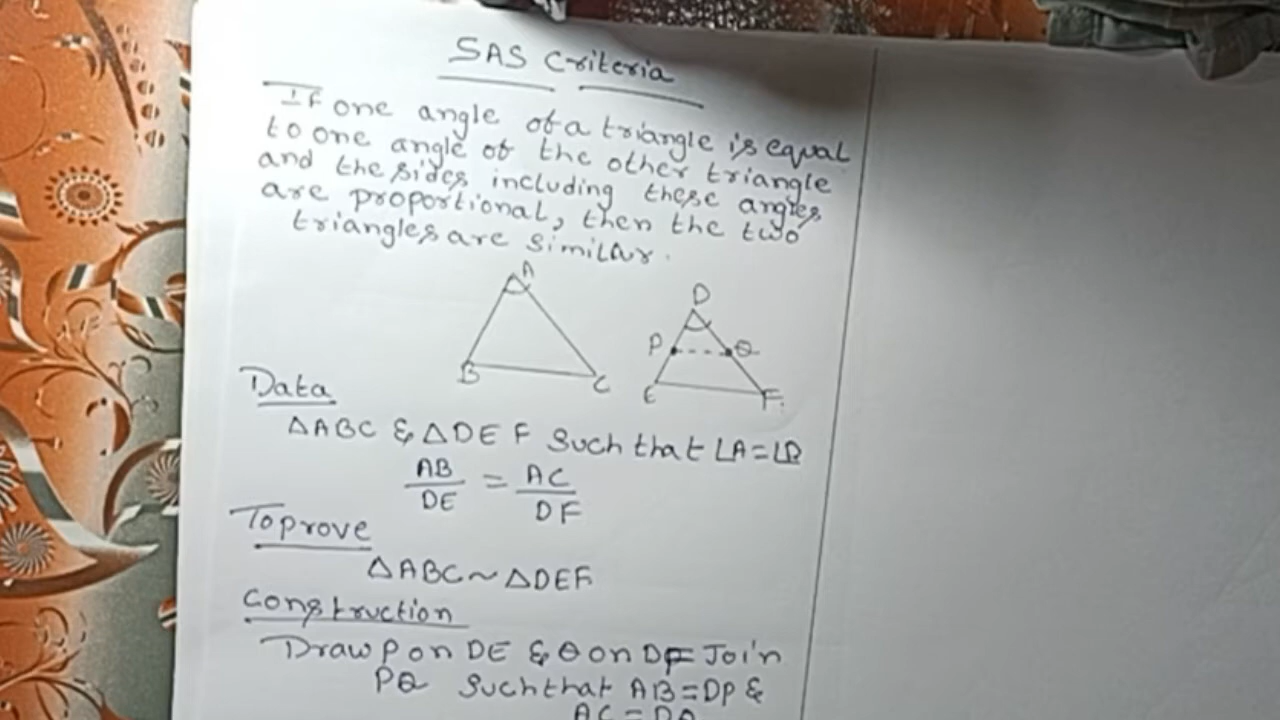 SAS Criteria
If one angle of a triangle is equal
to one angle of the other triangle
and the sides including these angles
are proportional, then the two
triangles are similar.
A
D
P Q
B C
E F
Data
△ABC & △DEF such that ∠A=∠D
AB/DE = AC/DF
To prove
△ABC ~ △DEF
Construction
Draw P on DE & Q on DF Join
PQ such that AB = DP &
AC = DQ